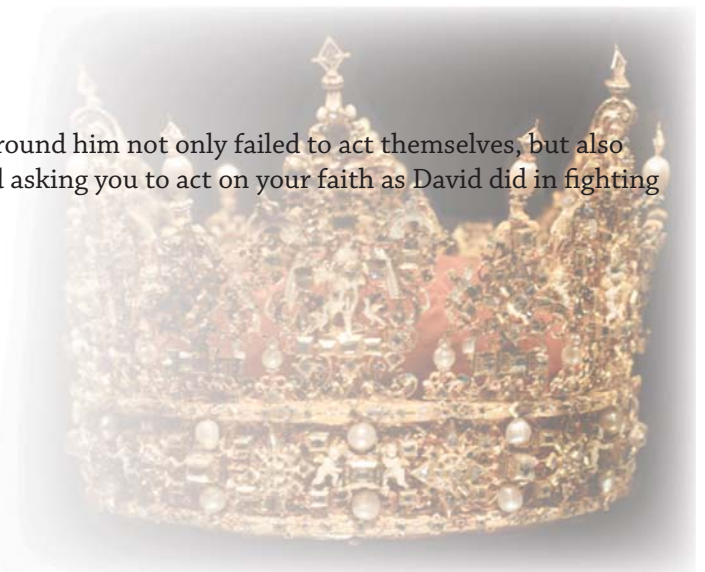 round him not only failed to act themselves, but also
asking you to act on your faith as David did in fighting